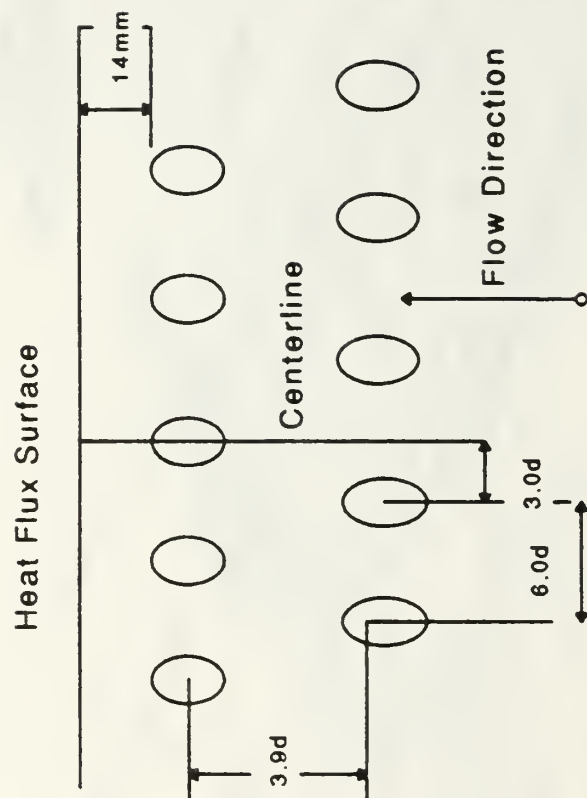 Heat Flux Surface
14mm
Centerline
Flow Direction
3.0d
6.0d
3.9d